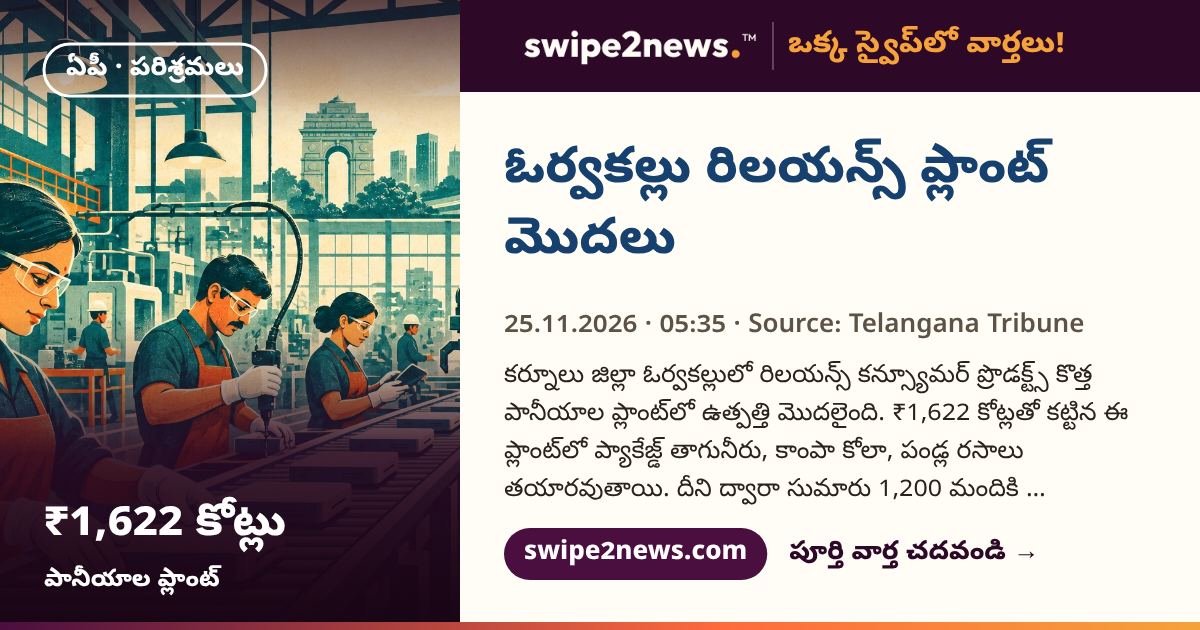 ఏపీ · పరిశ్రమలు
swipe2news.™
ఒక్క స్వైప్‌లో వార్తలు!
ఓర్వకల్లు రిలయన్స్ ప్లాంట్
మొదలు
25.11.2026 · 05:35 · Source: Telangana Tribune
కర్నూలు జిల్లా ఓర్వకల్లులో రిలయన్స్ కన్స్యూమర్ ప్రొడక్ట్స్ కొత్త
పానీయాల ప్లాంట్‌లో ఉత్పత్తి మొదలైంది. ₹1,622 కోట్లతో కట్టిన ఈ
ప్లాంట్‌లో ప్యాకేజ్డ్ తాగునీరు, కాంపా కోలా, పండ్ల రసాలు
తయారవుతాయి. దీని ద్వారా సుమారు 1,200 మందికి ...
₹1,622 కోట్లు
పానీయాల ప్లాంట్
swipe2news.com
పూర్తి వార్త చదవండి →